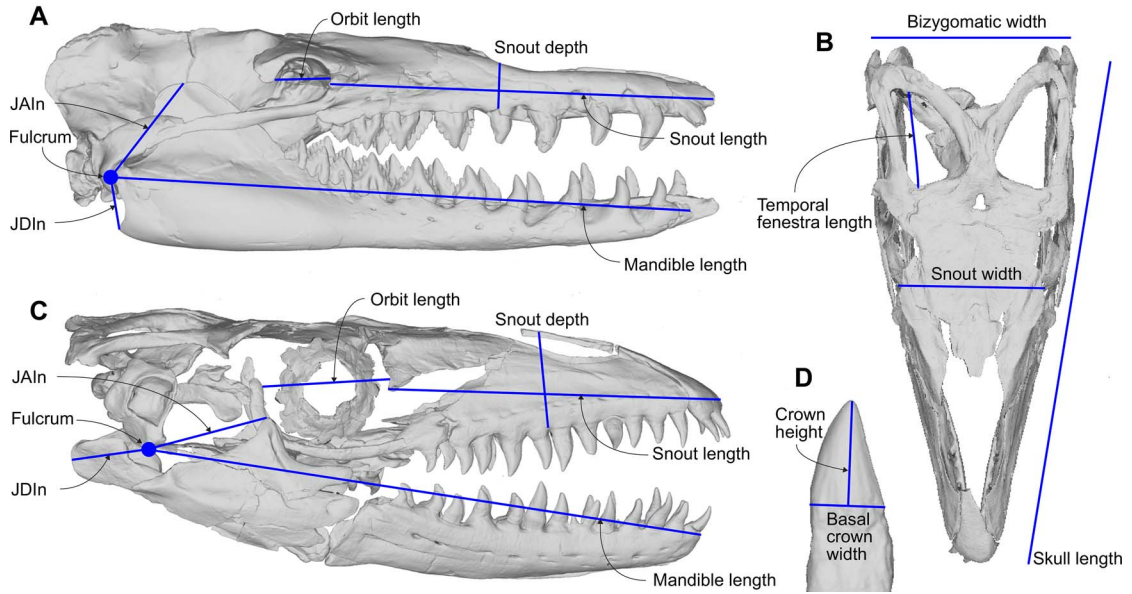 A
Orbit length
Snout depth
JAIn
Fulcrum
Snout length
JDIn
Mandible length
B
Bizygomatic width
Temporal
fenestra length
Snout width
Skull length
C
Orbit length
Snout depth
JAIn
Fulcrum
Snout length
JDIn
Mandible length
D
Crown
height
Basal
crown
width